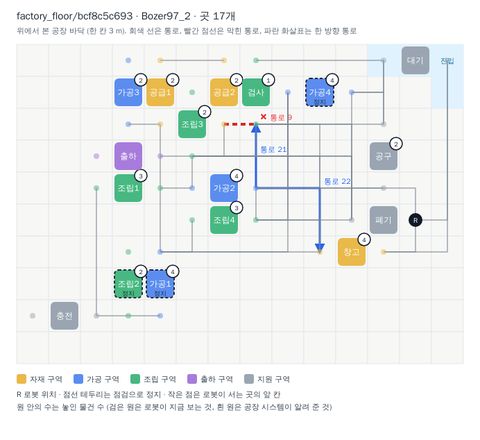 factory_floor/bcf8c5c693 · Bozer97_2 · 곳 17개
위에서 본 공장 바닥 (한 칸 3 m). 회색 선은 통로, 빨간 점선은 막힌 통로, 파란 화살표는 한 방향 통로
대기
진입
가공3
2
공급1
2
공급2
2
검사
1
가공4
4
정지
조립3
2
통로 9
출하
통로 21
공구
2
조립1
3
가공2
4
통로 22
조립4
3
폐기
R
창고
4
조립2
2
정지
가공1
4
정지
충전
자재 구역
가공 구역
조립 구역
출하 구역
지원 구역
R 로봇 위치 · 점선 테두리는 점검으로 정지 · 작은 점은 로봇이 서는 곳의 앞 칸
원 안의 수는 놓인 물건 수 (검은 원은 로봇이 지금 보는 것, 흰 원은 공장 시스템이 알려 준 것)